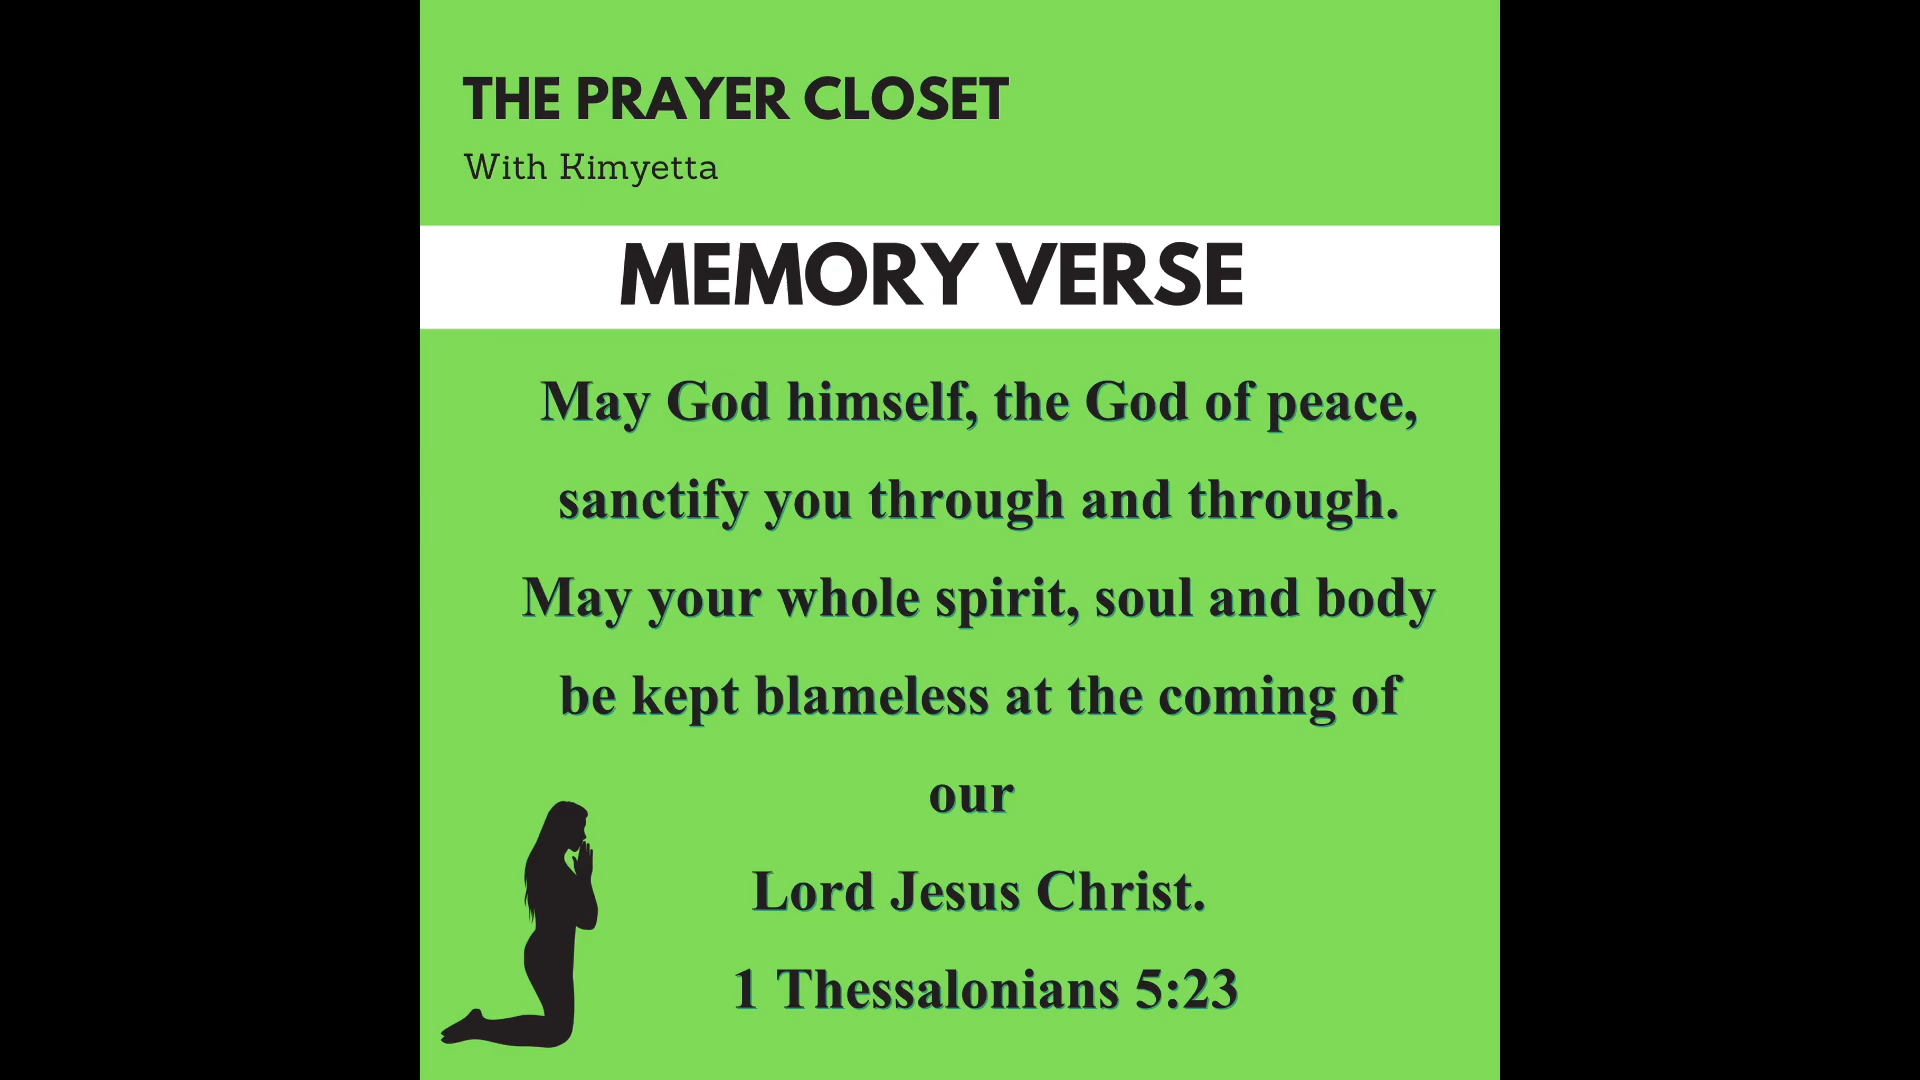 THE PRAYER CLOSET
With Kimyetta
MEMORY VERSE
May God himself, the God of peace,
sanctify you through and through.
May your whole spirit, soul and body
be kept blameless at the coming of
our
Lord Jesus Christ.
1 Thessalonians 5:23